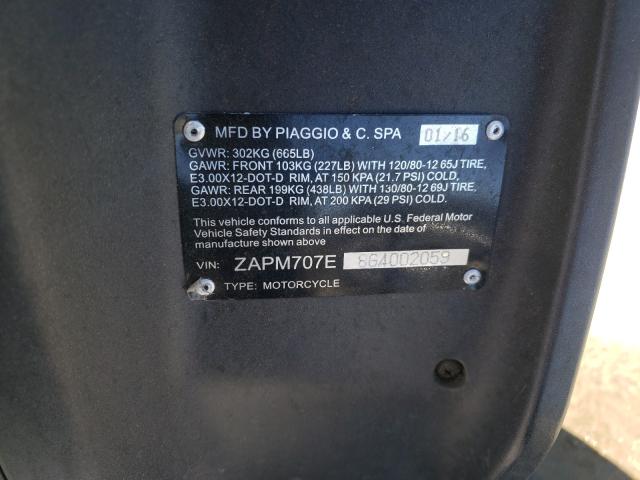 MFD BY PIAGGIO & C. SPA 01/16
GVWR: 302KG (665LB)
GAWR: FRONT 103KG (227LB) WITH 120/80-12 65J TIRE,
E3.00X12-DOT-D RIM, AT 150 KPA (21.7 PSI) COLD,
GAWR: REAR 199KG (438LB) WITH 130/80-12 69J TIRE,
E3.00X12-DOT-D RIM, AT 200 KPA (29 PSI) COLD.
This vehicle conforms to all applicable U.S. Federal Motor
Vehicle Safety Standards in effect on the date of
manufacture shown above
VIN: ZAPM707E 8G4002059
TYPE: MOTORCYCLE